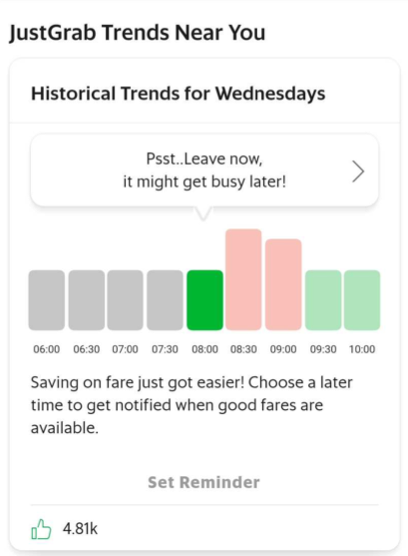 JustGrab Trends Near You
Historical Trends for Wednesdays
Psst..Leave now,
it might get busy later!
06:00 06:30 07:00 07:30 08:00 08:30 09:00 09:30 10:00
Saving on fare just got easier! Choose a later
time to get notified when good fares are
available.
Set Reminder
4.81k